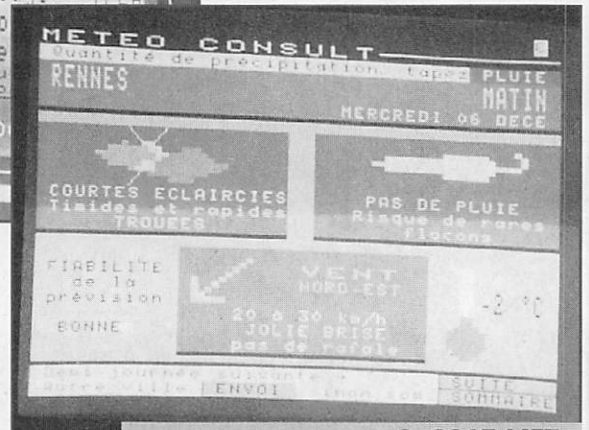 METEO CONSULT
Quantité de précipitation, tapez PLUIE
RENNES
MATIN
MERCREDI 06 DECE
COURTES ECLAIRCIES
Timides et rapides
TROUEES
PAS DE PLUIE
Risque de rares
flocons
FIABILITE
de la
prévision
BONNE
VENT
NORD-EST
20 à 30 km/h
JOLIE BRISE
pas de rafale
-2 °C
Demi-journée suivante → SUITE
Autre ville ENVOI SOMMAIRE